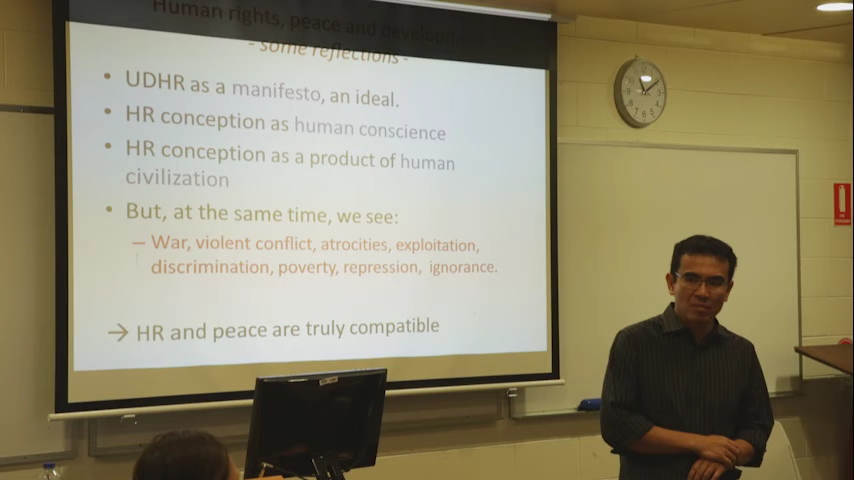 Human rights, peace and development
- some reflections -
• UDHR as a manifesto, an ideal.
• HR conception as human conscience
• HR conception as a product of human
civilization
• But, at the same time, we see:
– War, violent conflict, atrocities, exploitation,
discrimination, poverty, repression, ignorance.
→ HR and peace are truly compatible